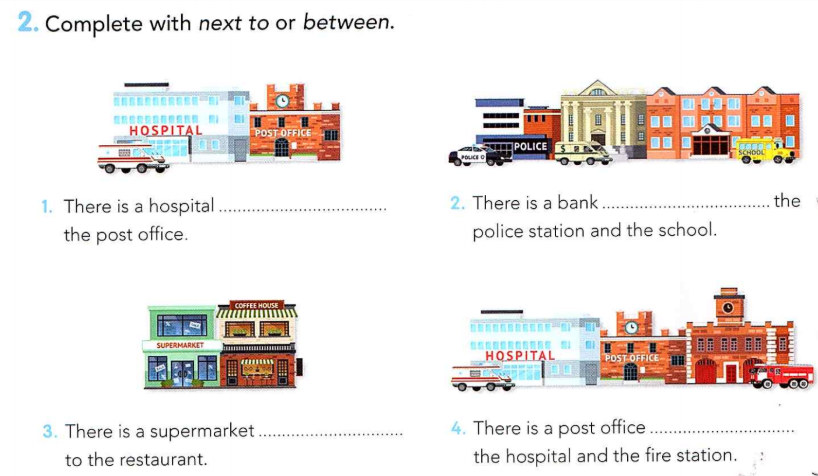 2. Complete with next to or between.
HOSPITAL
POST OFFICE
POLICE
POLICE
$
SCHOOL
1. There is a hospital ................................
the post office.
2. There is a bank ................................ the
police station and the school.
COFFEE HOUSE
SUPERMARKET
HOSPITAL
POST OFFICE
3. There is a supermarket ...........................
to the restaurant.
4. There is a post office ...........................
the hospital and the fire station.